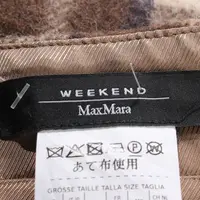 WEEKEND
MaxMara
あて布使用
GROSSE TAILLE TALLA SIZE TAGLIA